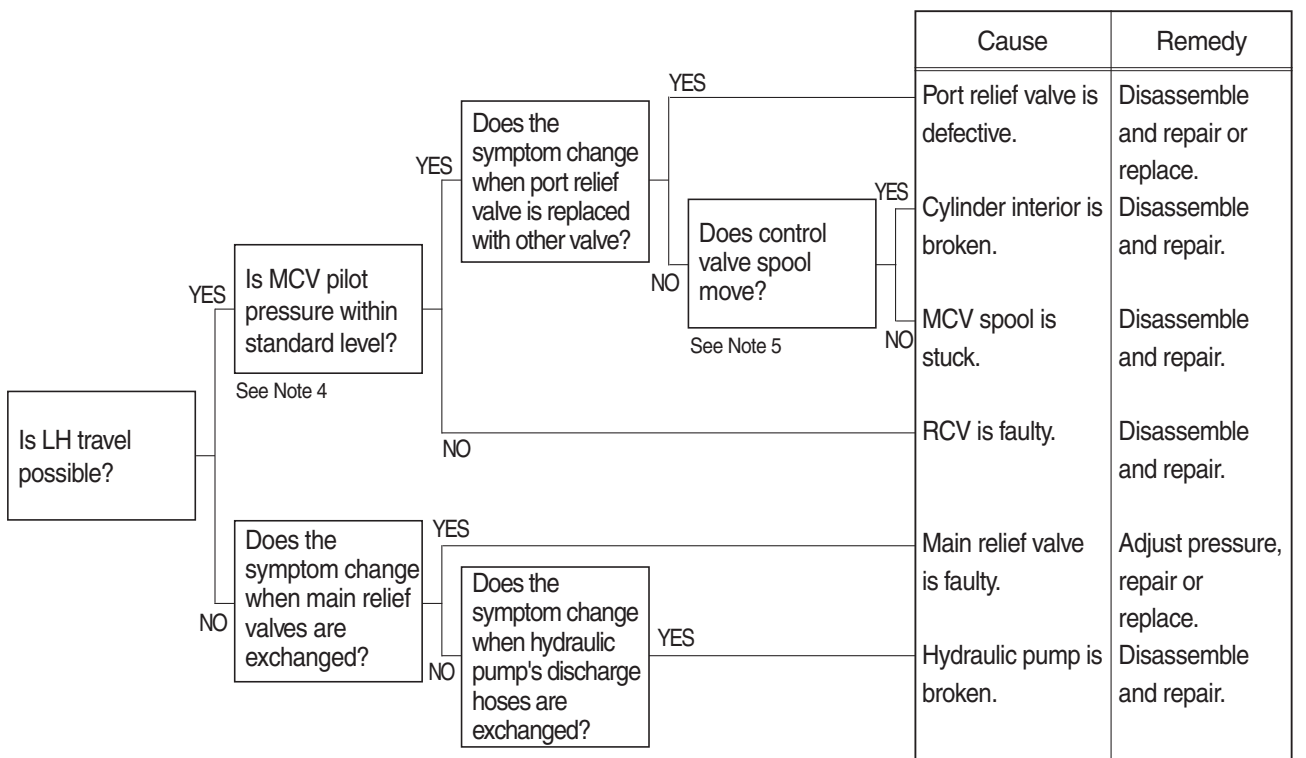 Cause
Remedy
YES
Port relief valve is
defective.
Disassemble
and repair or
replace.
Does the
symptom change
when port relief
valve is replaced
with other valve?
YES
YES
Cylinder interior is
broken.
Disassemble
and repair.
Does control
valve spool
move?
NO
See Note 5
NO
MCV spool is
stuck.
Disassemble
and repair.
YES
Is MCV pilot
pressure within
standard level?
See Note 4
Is LH travel
possible?
NO
RCV is faulty.
Disassemble
and repair.
Does the
symptom change
when main relief
valves are
exchanged?
NO
YES
Main relief valve
is faulty.
Adjust pressure,
repair or
replace.
Does the
symptom change
when hydraulic
pump's discharge
hoses are
exchanged?
NO
YES
Hydraulic pump is
broken.
Disassemble
and repair.